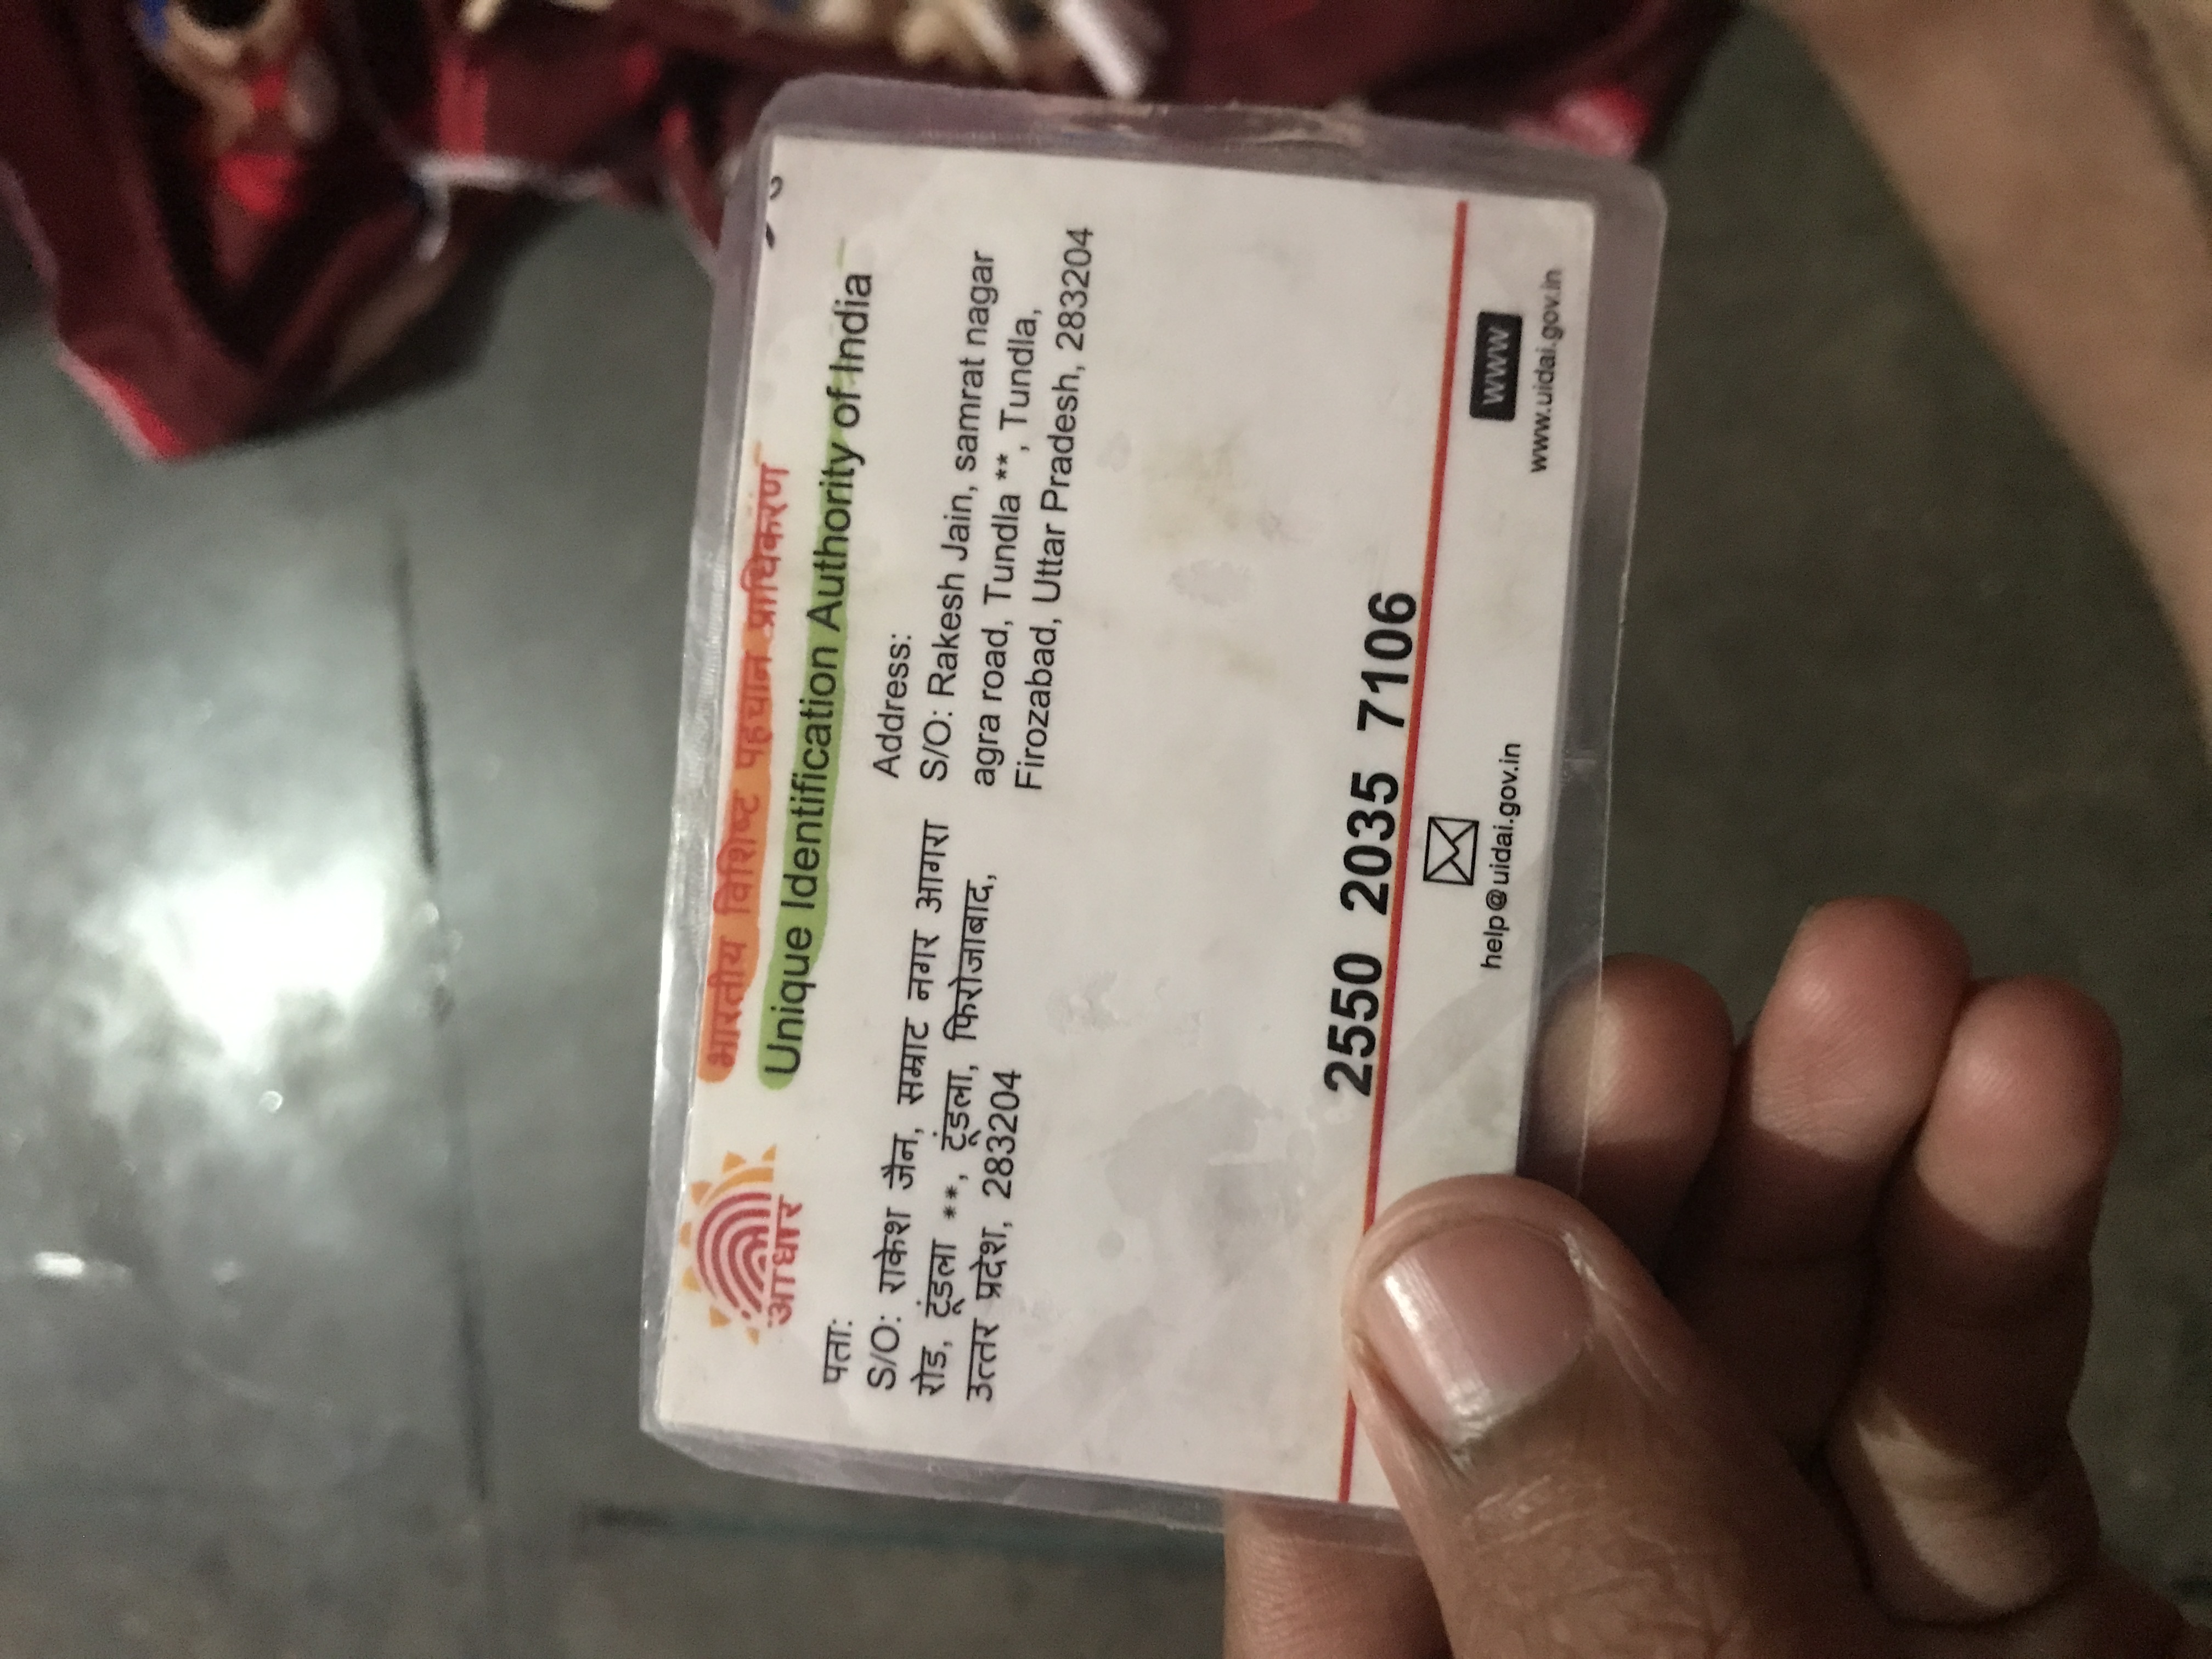 आधार
भारतीय विशिष्ट पहचान प्राधिकरण
Unique Identification Authority of India
पता:
S/O: राकेश जैन, सम्राट नगर आगरा
रोड, टूंडला **, टूंडला, फिरोजाबाद,
उत्तर प्रदेश, 283204
Address:
S/O: Rakesh Jain, samrat nagar
agra road, Tundla **, Tundla,
Firozabad, Uttar Pradesh, 283204
2550 2035 7106
help@uidai.gov.in
WWW
www.uidai.gov.in